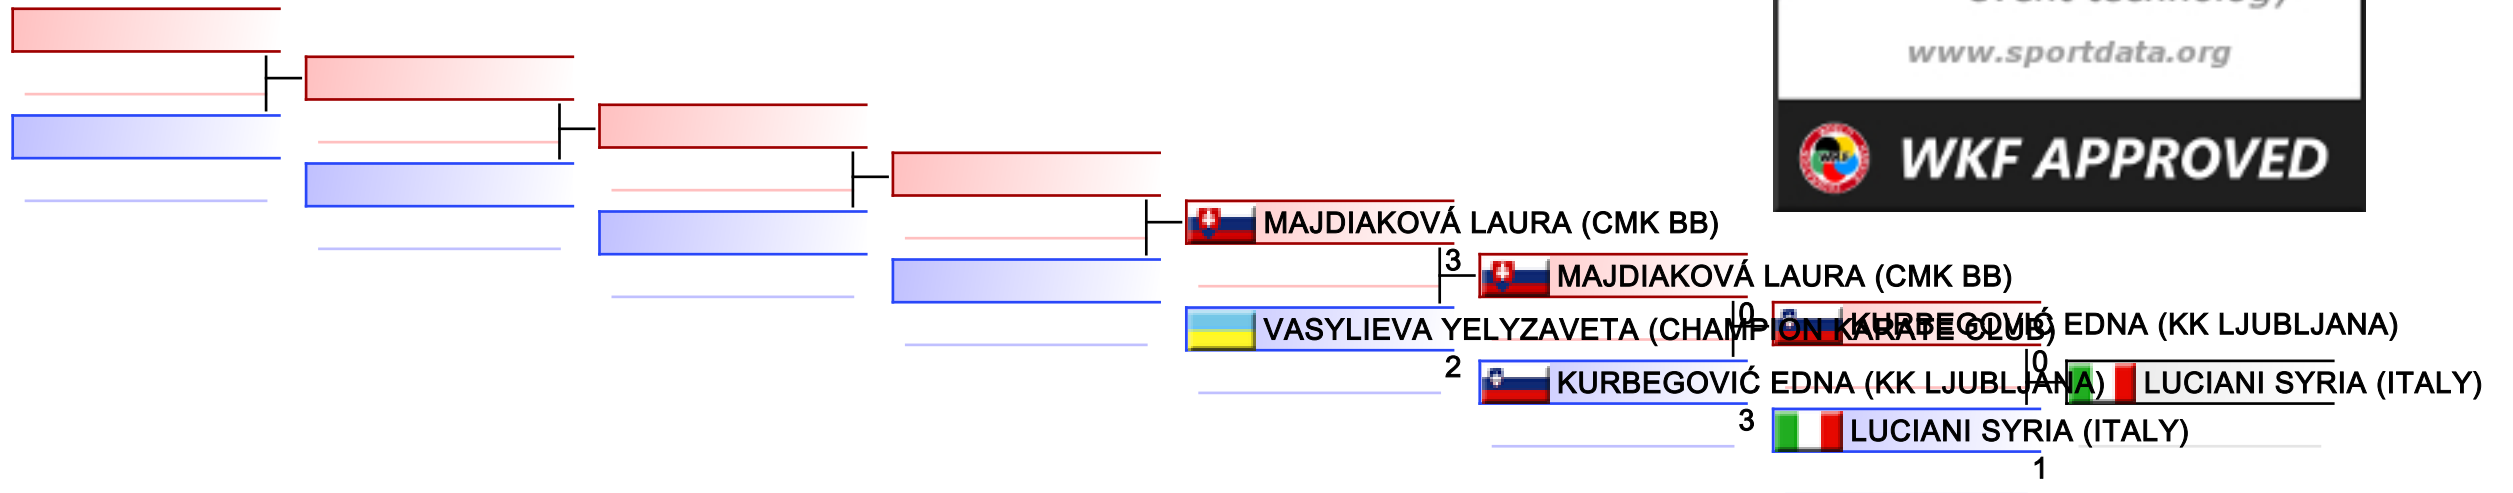 event technology
www.sportdata.org
WKF APPROVED
MAJDIAKOVÁ LAURA (CMK BB)
3
MAJDIAKOVÁ LAURA (CMK BB)
0
VASYLIEVA YELYZAVETA (CHAMPION KARATE CLUB)
2
KURBEGOVIĆ EDNA (KK LJUBLJANA)
0
KURBEGOVIĆ EDNA (KK LJUBLJANA)
3
LUCIANI SYRIA (ITALY)
LUCIANI SYRIA (ITALY)
1